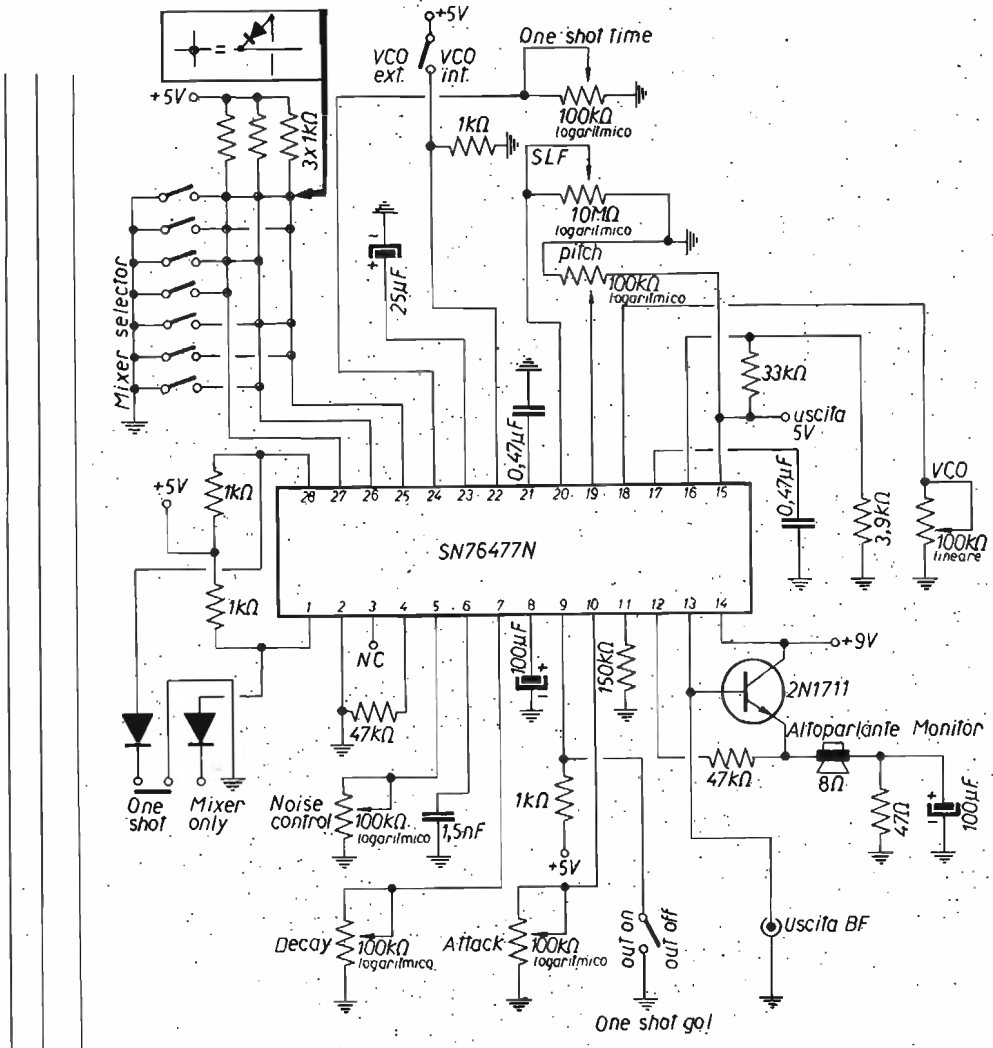 +5V
VCO ext.
VCO int.
One shot time
100kΩ
logaritmico
=
+5V
3x1kΩ
1kΩ
SLF
10MΩ
logaritmico
pitch
100kΩ
logaritmico
Mixer selector
- + 25µF
33kΩ
uscita
5V
0,47µF
0,47µF
3,9kΩ
VCO
100kΩ
lineare
+5V
1kΩ
1kΩ
28 27 26 25 24 23 22 21 20 19 18 17 16 15
SN76477N
1 2 3 4 5 6 7 8 9 10 11 12 13 14
NC
47kΩ
100µF + -
150kΩ
+9V
2N1711
Altoparlante Monitor
47kΩ
8Ω
47Ω
+ - 100µF
One shot
Mixer only
Noise control
100kΩ
logaritmico
1,5nF
1kΩ
+5V
Decay
100kΩ
logaritmico
Attack
100kΩ
logaritmico
out on
out off
One shot go!
Uscita BF